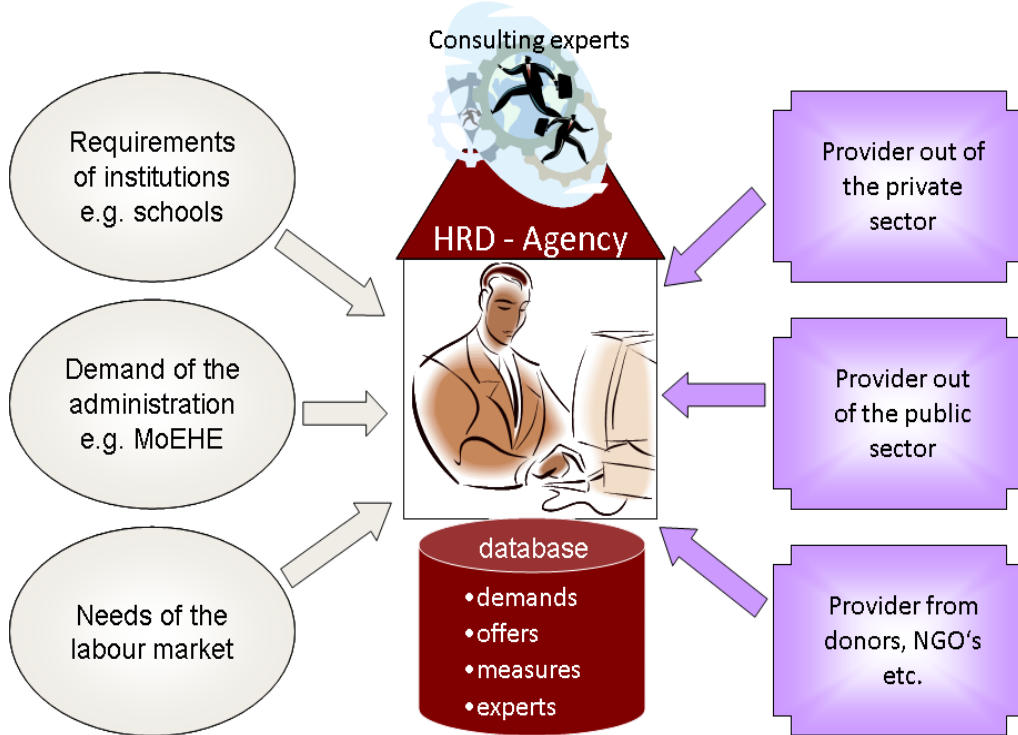 Consulting experts
Requirements
of institutions
e.g. schools
Demand of the
administration
e.g. MoEHE
Needs of the
labour market
HRD - Agency
database
•demands
•offers
•measures
•experts
Provider out of
the private
sector
Provider out
of the public
sector
Provider from
donors, NGO‘s
etc.